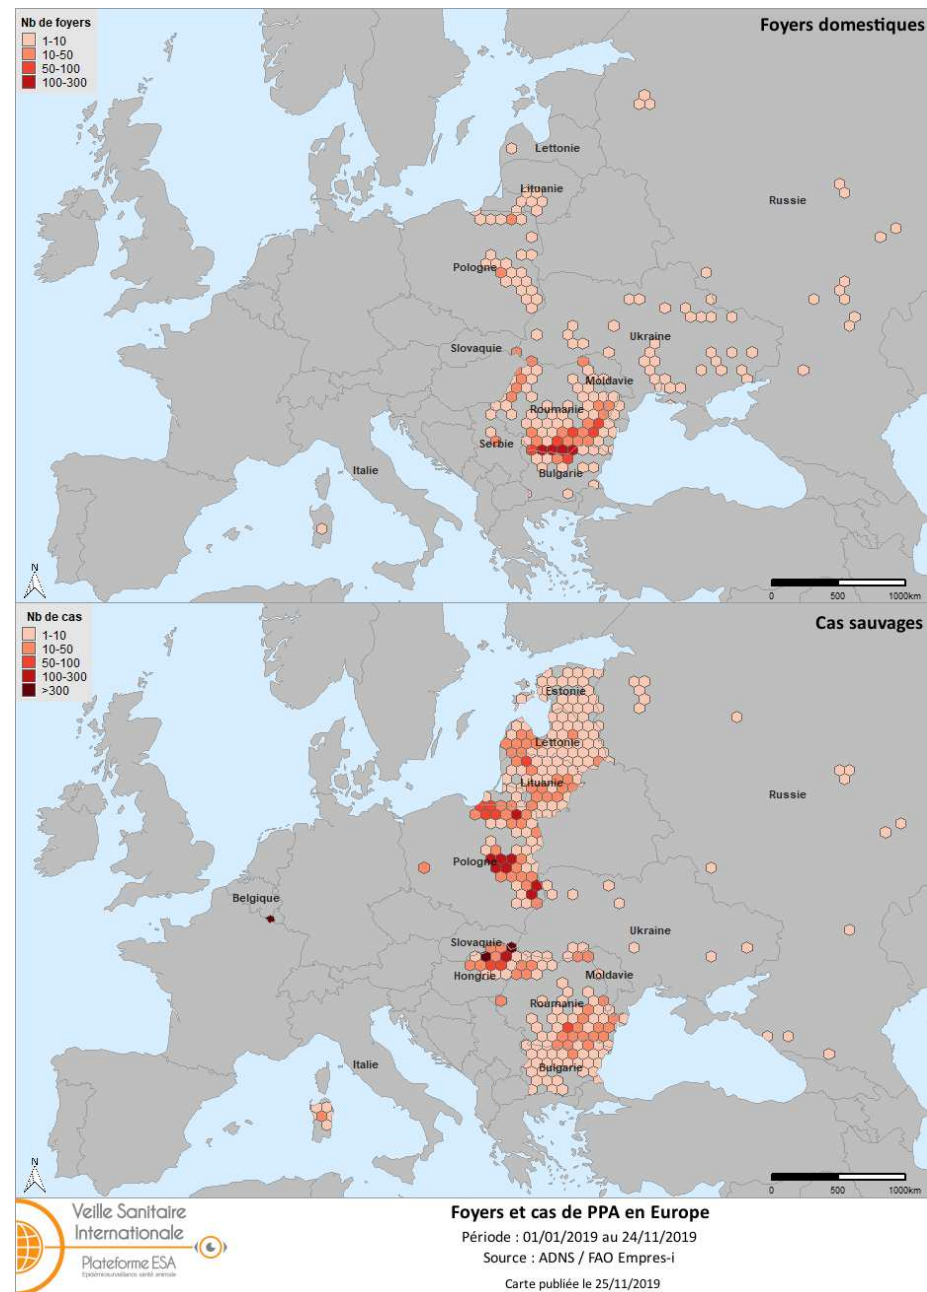 Nb de foyers
1-10
10-50
50-100
100-300
Foyers domestiques
Lettonie
Lituanie
Russie
Pologne
Ukraine
Slovaquie
Moldavie
Roumanie
Serbie
Italie
Bulgarie
N
0 500 1000km
Nb de cas
1-10
10-50
50-100
100-300
>300
Cas sauvages
Estonie
Lettonie
Lituanie
Russie
Pologne
Belgique
Ukraine
Slovaquie
Hongrie
Moldavie
Roumanie
Italie
Bulgarie
N
0 500 1000km
Veille Sanitaire
Internationale
Plateforme ESA
Epidémiosurveillance santé animale
Foyers et cas de PPA en Europe
Période : 01/01/2019 au 24/11/2019
Source : ADNS / FAO Empres-i
Carte publiée le 25/11/2019